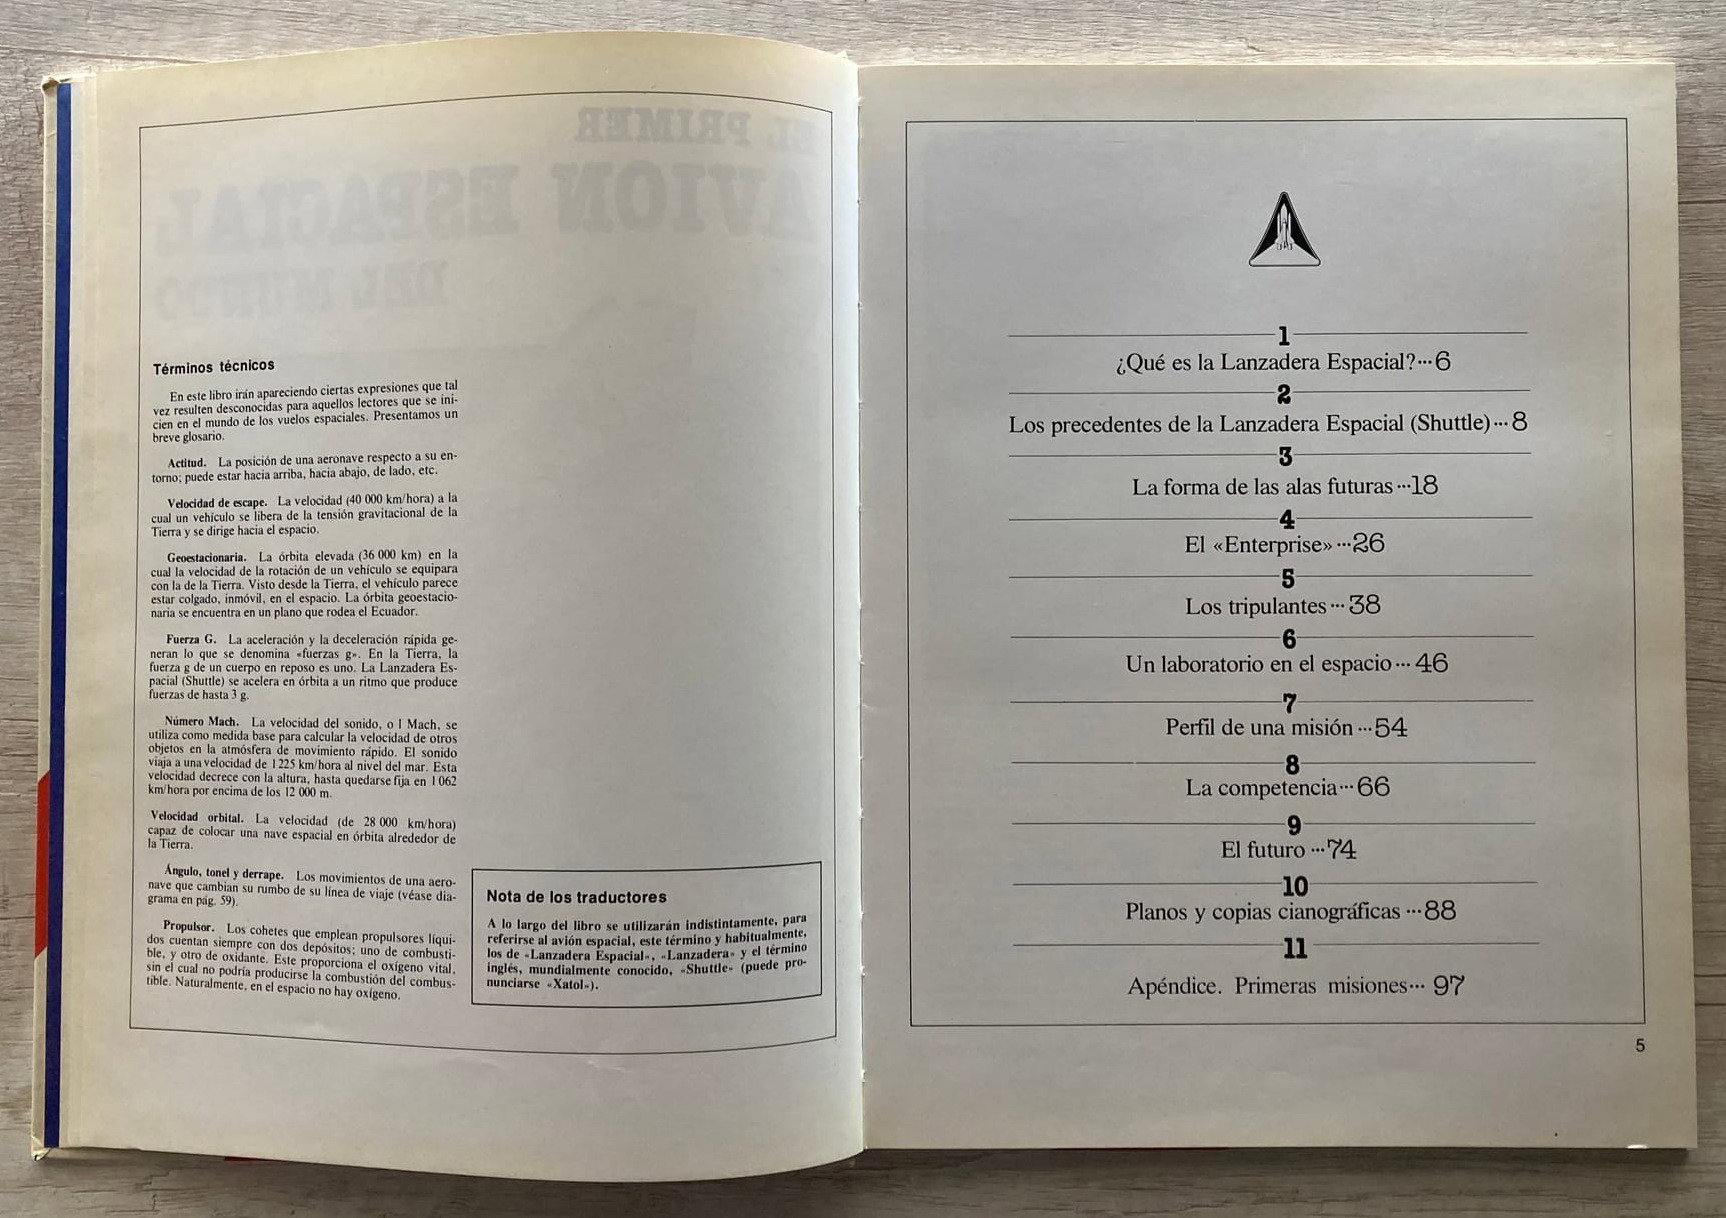 EL PRIMER
AVION ESPACIAL
DEL MUNDO
Términos técnicos
En este libro irán apareciendo ciertas expresiones que tal
vez resulten desconocidas para aquellos lectores que se ini-
cien en el mundo de los vuelos espaciales. Presentamos un
breve glosario.
Actitud. La posición de una aeronave respecto a su en-
torno; puede estar hacia arriba, hacia abajo, de lado, etc.
Velocidad de escape. La velocidad (40 000 km/hora) a la
cual un vehículo se libera de la tensión gravitacional de la
Tierra y se dirige hacia el espacio.
Geoestacionaria. La órbita elevada (36 000 km) en la
cual la velocidad de la rotación de un vehículo se equipara
con la de la Tierra. Visto desde la Tierra, el vehículo parece
estar colgado, inmóvil, en el espacio. La órbita geoestacio-
naria se encuentra en un plano que rodea el Ecuador.
Fuerza G. La aceleración y la deceleración rápida ge-
neran lo que se denomina «fuerzas g». En la Tierra, la
fuerza g de un cuerpo en reposo es uno. La Lanzadera Es-
pacial (Shuttle) se acelera en órbita a un ritmo que produce
fuerzas de hasta 3 g.
Número Mach. La velocidad del sonido, o 1 Mach, se
utiliza como medida base para calcular la velocidad de otros
objetos en la atmósfera de movimiento rápido. El sonido
viaja a una velocidad de 1 225 km/hora al nivel del mar. Esta
velocidad decrece con la altura, hasta quedarse fija en 1 062
km/hora por encima de los 12 000 m.
Velocidad orbital. La velocidad (de 28 000 km/hora)
capaz de colocar una nave espacial en órbita alrededor de
la Tierra.
Ángulo, tonel y derrape. Los movimientos de una aero-
nave que cambian su rumbo de su línea de viaje (véase dia-
grama en pág. 59).
Propulsor. Los cohetes que emplean propulsores líqui-
dos cuentan siempre con dos depósitos; uno de combusti-
ble, y otro de oxidante. Este proporciona el oxígeno vital,
sin el cual no podría producirse la combustión del combus-
tible. Naturalmente, en el espacio no hay oxígeno.
Nota de los traductores
A lo largo del libro se utilizarán indistintamente, para
referirse al avión espacial, este término y habitualmente,
los de «Lanzadera Espacial», «Lanzadera» y el término
inglés, mundialmente conocido, «Shuttle» (puede pro-
nunciarse «Xatol»).
1
¿Qué es la Lanzadera Espacial?···6
2
Los precedentes de la Lanzadera Espacial (Shuttle)···8
3
La forma de las alas futuras···18
4
El «Enterprise»···26
5
Los tripulantes···38
6
Un laboratorio en el espacio···46
7
Perfil de una misión···54
8
La competencia···66
9
El futuro···74
10
Planos y copias cianográficas···88
11
Apéndice. Primeras misiones···97
5